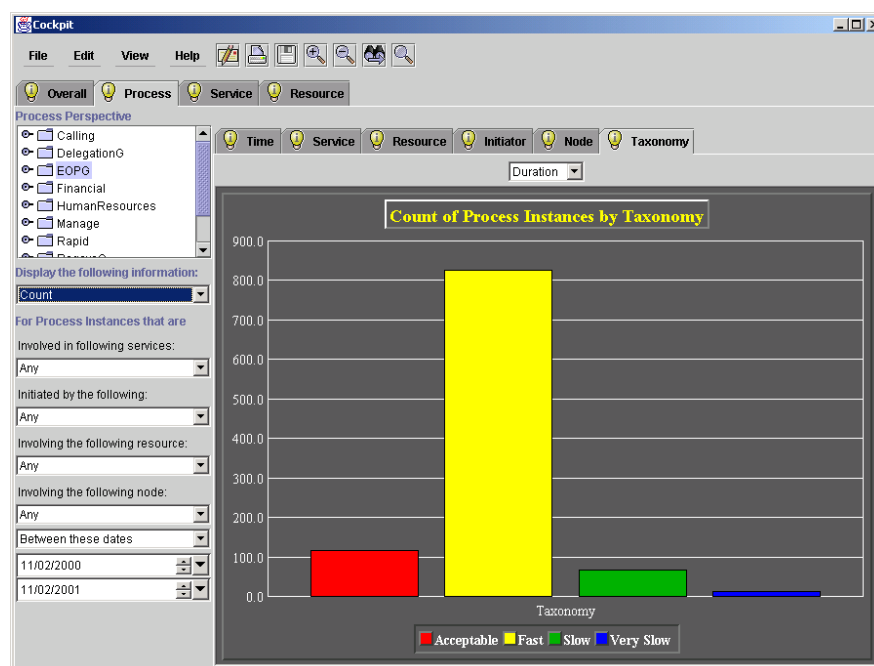 Cockpit
File Edit View Help
Overall Process Service Resource
Process Perspective
Calling
DelegationG
EOPG
Financial
HumanResources
Manage
Rapid
Display the following information:
Count
For Process Instances that are
Involved in following services:
Any
Initiated by the following:
Any
Involving the following resource:
Any
Involving the following node:
Any
Between these dates
11/02/2000
11/02/2001
Time Service Resource Initiator Node Taxonomy
Duration
Count of Process Instances by Taxonomy
900.0
800.0
700.0
600.0
500.0
400.0
300.0
200.0
100.0
0.0
Taxonomy
Acceptable Fast Slow Very Slow